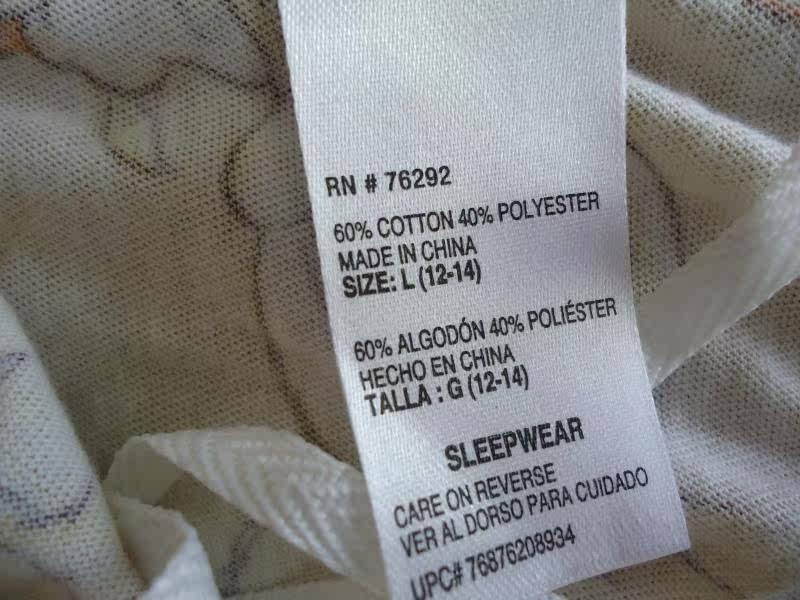 RN # 76292
60% COTTON 40% POLYESTER
MADE IN CHINA
SIZE: L (12-14)
60% ALGODÓN 40% POLIÉSTER
HECHO EN CHINA
TALLA : G (12-14)
SLEEPWEAR
CARE ON REVERSE
VER AL DORSO PARA CUIDADO
UPC# 76876208934